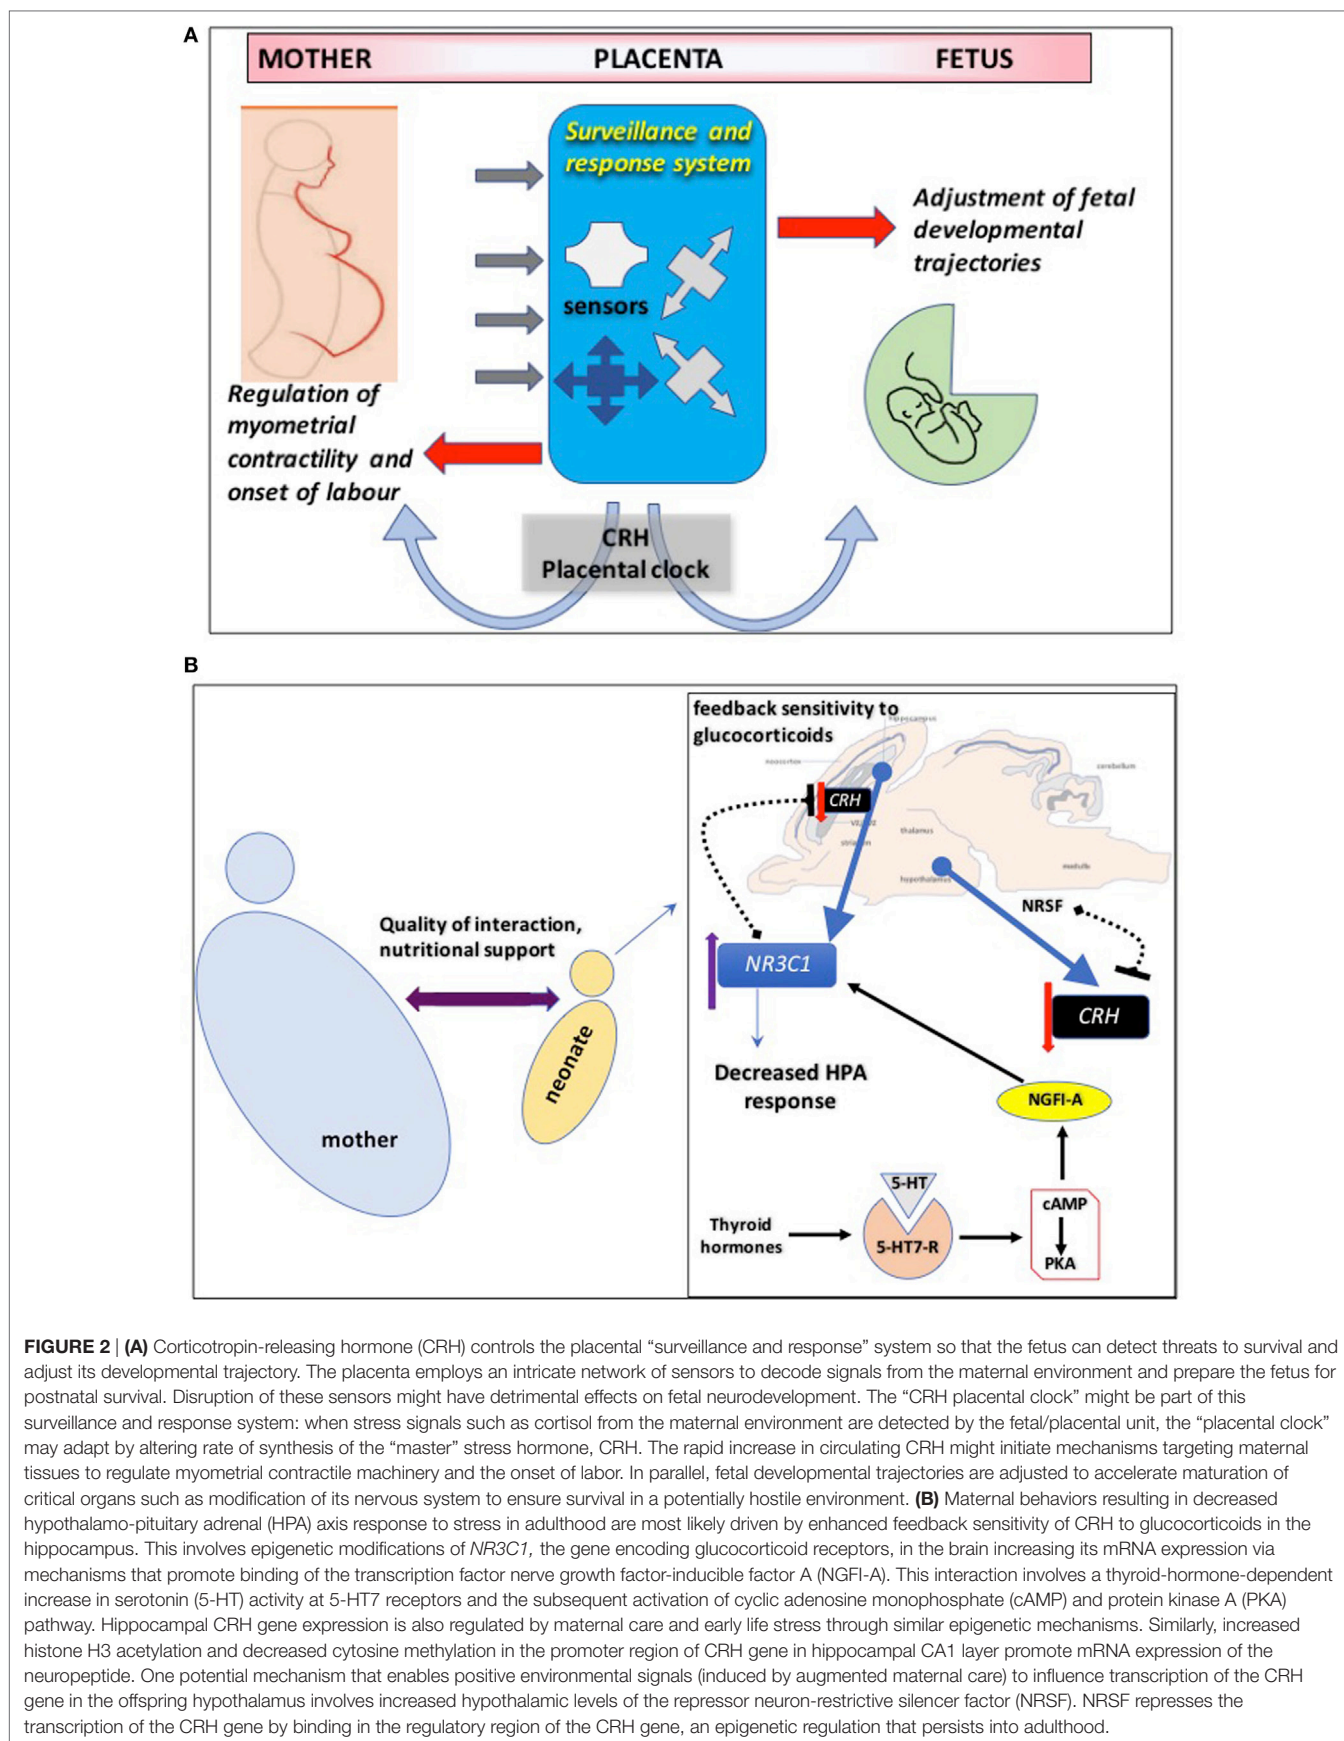 A
MOTHER PLACENTA FETUS
Surveillance and
response system
sensors
Adjustment of fetal
developmental
trajectories
Regulation of
myometrial
contractility and
onset of labour
CRH
Placental clock
B
feedback sensitivity to
glucocorticoids
hippocampus
neocortex
cerebellum
CRH
thalamus
striatum
medulla
hypothalamus
NRSF
Quality of interaction,
nutritional support
NR3C1
CRH
neonate
Decreased HPA
response
NGFI-A
mother
5-HT
cAMP
Thyroid
hormones
5-HT7-R
PKA
FIGURE 2 | (A) Corticotropin-releasing hormone (CRH) controls the placental “surveillance and response” system so that the fetus can detect threats to survival and
adjust its developmental trajectory. The placenta employs an intricate network of sensors to decode signals from the maternal environment and prepare the fetus for
postnatal survival. Disruption of these sensors might have detrimental effects on fetal neurodevelopment. The “CRH placental clock” might be part of this
surveillance and response system: when stress signals such as cortisol from the maternal environment are detected by the fetal/placental unit, the “placental clock”
may adapt by altering rate of synthesis of the “master” stress hormone, CRH. The rapid increase in circulating CRH might initiate mechanisms targeting maternal
tissues to regulate myometrial contractile machinery and the onset of labor. In parallel, fetal developmental trajectories are adjusted to accelerate maturation of
critical organs such as modification of its nervous system to ensure survival in a potentially hostile environment. (B) Maternal behaviors resulting in decreased
hypothalamo-pituitary adrenal (HPA) axis response to stress in adulthood are most likely driven by enhanced feedback sensitivity of CRH to glucocorticoids in the
hippocampus. This involves epigenetic modifications of NR3C1, the gene encoding glucocorticoid receptors, in the brain increasing its mRNA expression via
mechanisms that promote binding of the transcription factor nerve growth factor-inducible factor A (NGFI-A). This interaction involves a thyroid-hormone-dependent
increase in serotonin (5-HT) activity at 5-HT7 receptors and the subsequent activation of cyclic adenosine monophosphate (cAMP) and protein kinase A (PKA)
pathway. Hippocampal CRH gene expression is also regulated by maternal care and early life stress through similar epigenetic mechanisms. Similarly, increased
histone H3 acetylation and decreased cytosine methylation in the promoter region of CRH gene in hippocampal CA1 layer promote mRNA expression of the
neuropeptide. One potential mechanism that enables positive environmental signals (induced by augmented maternal care) to influence transcription of the CRH
gene in the offspring hypothalamus involves increased hypothalamic levels of the repressor neuron-restrictive silencer factor (NRSF). NRSF represses the
transcription of the CRH gene by binding in the regulatory region of the CRH gene, an epigenetic regulation that persists into adulthood.